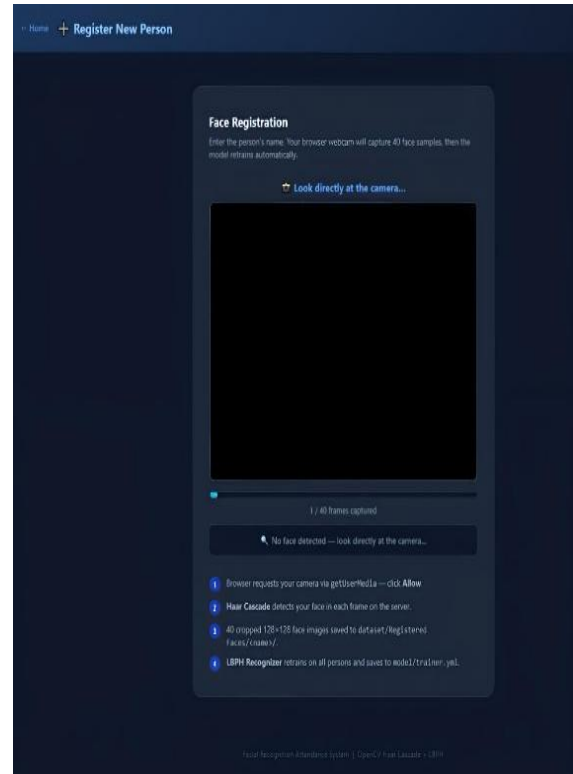 ← Home + Register New Person
Face Registration
Enter the person's name. Your browser webcam will capture 40 face samples, then the
model retrains automatically.
Look directly at the camera...
1 / 40 frames captured
No face detected — look directly at the camera...
1 Browser requests your camera via getUserMedia — click Allow
2 Haar Cascade detects your face in each frame on the server.
3 40 cropped 128×128 face images saved to dataset/Registered
Faces/<name>/.
4 LBPH Recognizer retrains on all persons and saves to model/trainer.yml.
Facial Recognition Attendance System | OpenCV Haar Cascade + LBPH